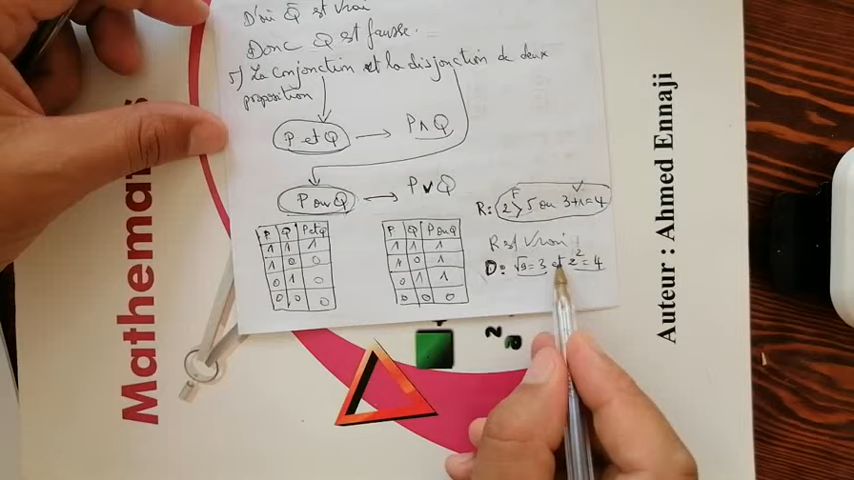 D'où Q̄ est vrai
Donc Q est fausse.
5) La conjonction et la disjonction de deux
proposition
P et Q → P∧Q
P ou Q → P∨Q
P Q P et Q
1 1 1
1 0 0
0 1 0
0 0 0
P Q P ou Q
1 1 1
1 0 1
0 1 1
0 0 0
F ✓
R: 2 > 5 ou 3+1=4
R est vrai
D: √9=3 et 2²=4
Mathematha
Auteur : Ahmed Ennaji